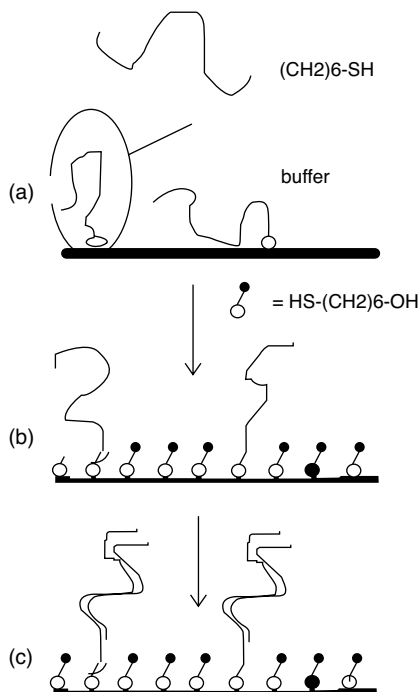 (CH2)6-SH
buffer
(a)
= HS-(CH2)6-OH
(b)
(c)